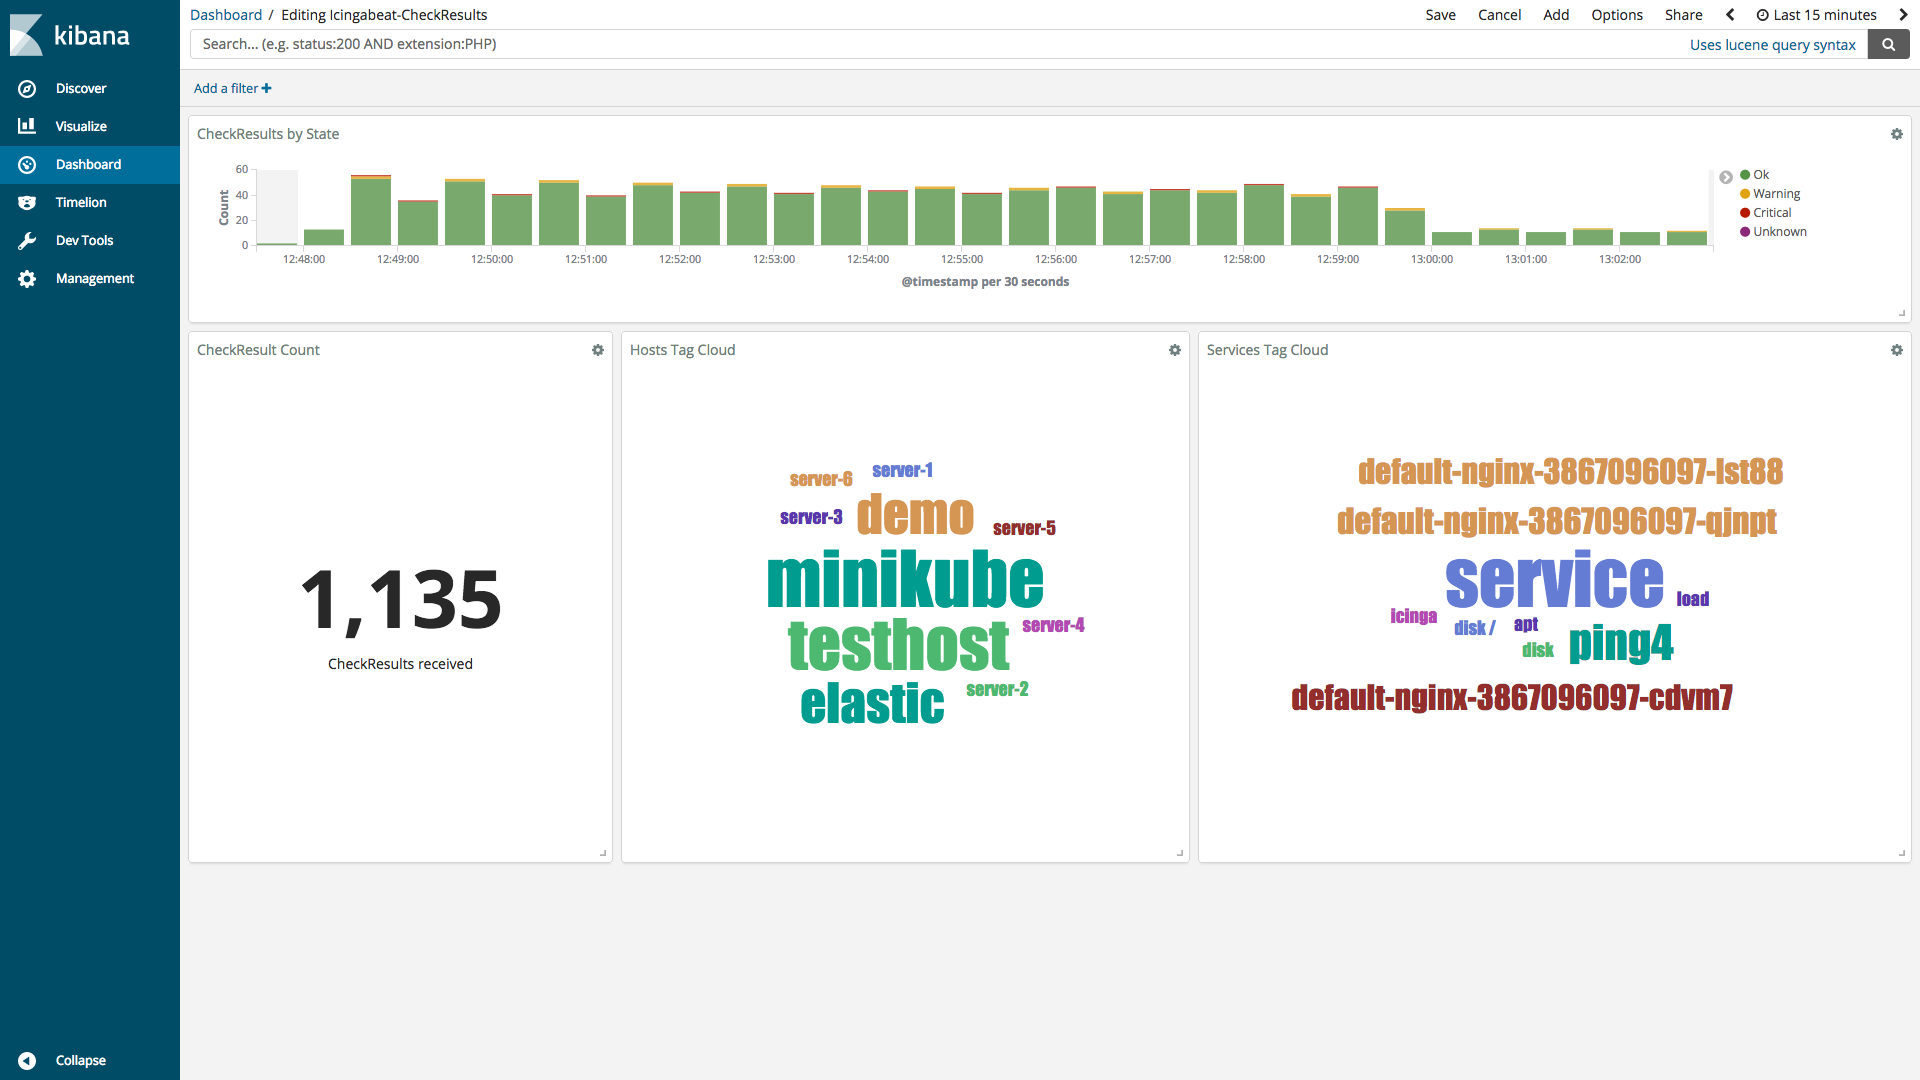 kibana
Discover
Visualize
Dashboard
Timelion
Dev Tools
Management
Collapse
Dashboard / Editing Icingabeat-CheckResults
Save Cancel Add Options Share Last 15 minutes
Search... (e.g. status:200 AND extension:PHP) Uses lucene query syntax
Add a filter +
CheckResults by State
60
40
20
0
Count
12:48:00 12:49:00 12:50:00 12:51:00 12:52:00 12:53:00 12:54:00 12:55:00 12:56:00 12:57:00 12:58:00 12:59:00 13:00:00 13:01:00 13:02:00
@timestamp per 30 seconds
Ok
Warning
Critical
Unknown
CheckResult Count
1,135
CheckResults received
Hosts Tag Cloud
server-1
server-6
demo
server-3
server-5
minikube
server-4
testhost
server-2
elastic
Services Tag Cloud
default-nginx-3867096097-lst88
default-nginx-3867096097-qjnpt
service
load
icinga
disk / apt
ping4
disk
default-nginx-3867096097-cdvm7